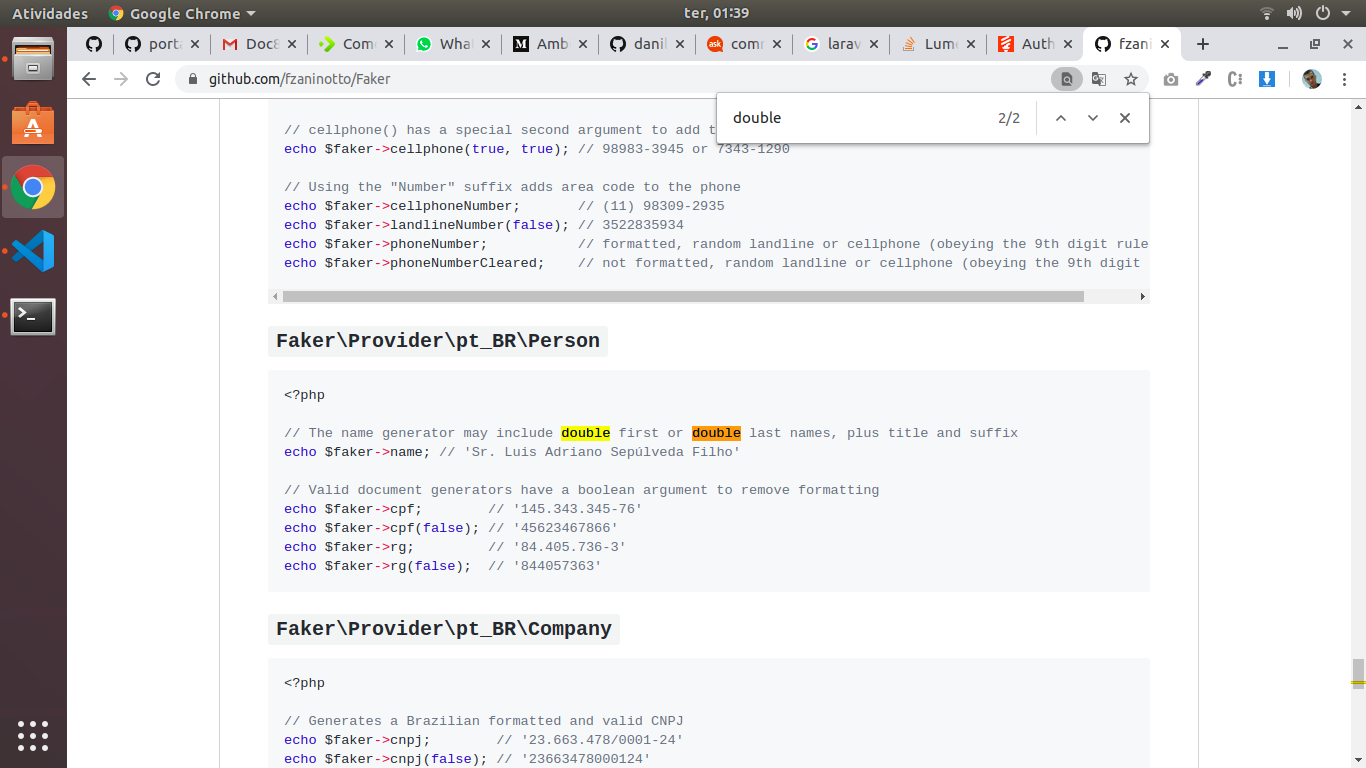 Atividades
Google Chrome
ter, 01:39
porta
Doc8
Com
Wha
Amb
danil
com
larav
Lum
Auth
fzani
github.com/fzaninotto/Faker
double
2/2
// cellphone() has a special second argument to add t
echo $faker->cellphone(true, true); // 98983-3945 or 7343-1290
// Using the "Number" suffix adds area code to the phone
echo $faker->cellphoneNumber; // (11) 98309-2935
echo $faker->landlineNumber(false); // 3522835934
echo $faker->phoneNumber; // formatted, random landline or cellphone (obeying the 9th digit rule
echo $faker->phoneNumberCleared; // not formatted, random landline or cellphone (obeying the 9th digit
Faker\Provider\pt_BR\Person
<?php
// The name generator may include double first or double last names, plus title and suffix
echo $faker->name; // 'Sr. Luis Adriano Sepúlveda Filho'
// Valid document generators have a boolean argument to remove formatting
echo $faker->cpf; // '145.343.345-76'
echo $faker->cpf(false); // '45623467866'
echo $faker->rg; // '84.405.736-3'
echo $faker->rg(false); // '844057363'
Faker\Provider\pt_BR\Company
<?php
// Generates a Brazilian formatted and valid CNPJ
echo $faker->cnpj; // '23.663.478/0001-24'
echo $faker->cnpj(false); // '23663478000124'